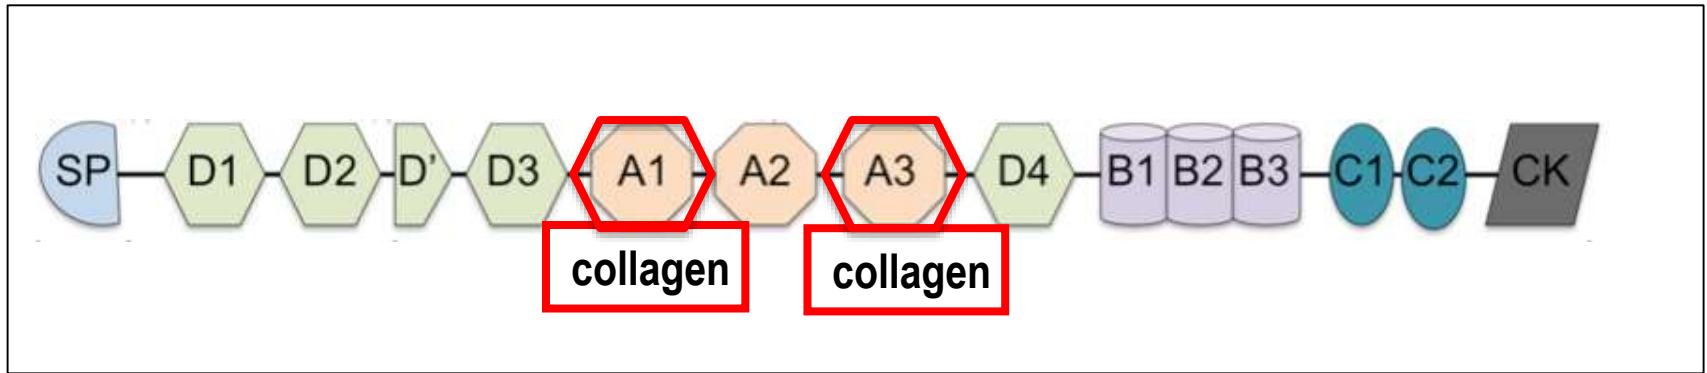 SP D1 D2 D' D3 A1 A2 A3 D4 B1 B2 B3 C1 C2 CK
collagen collagen